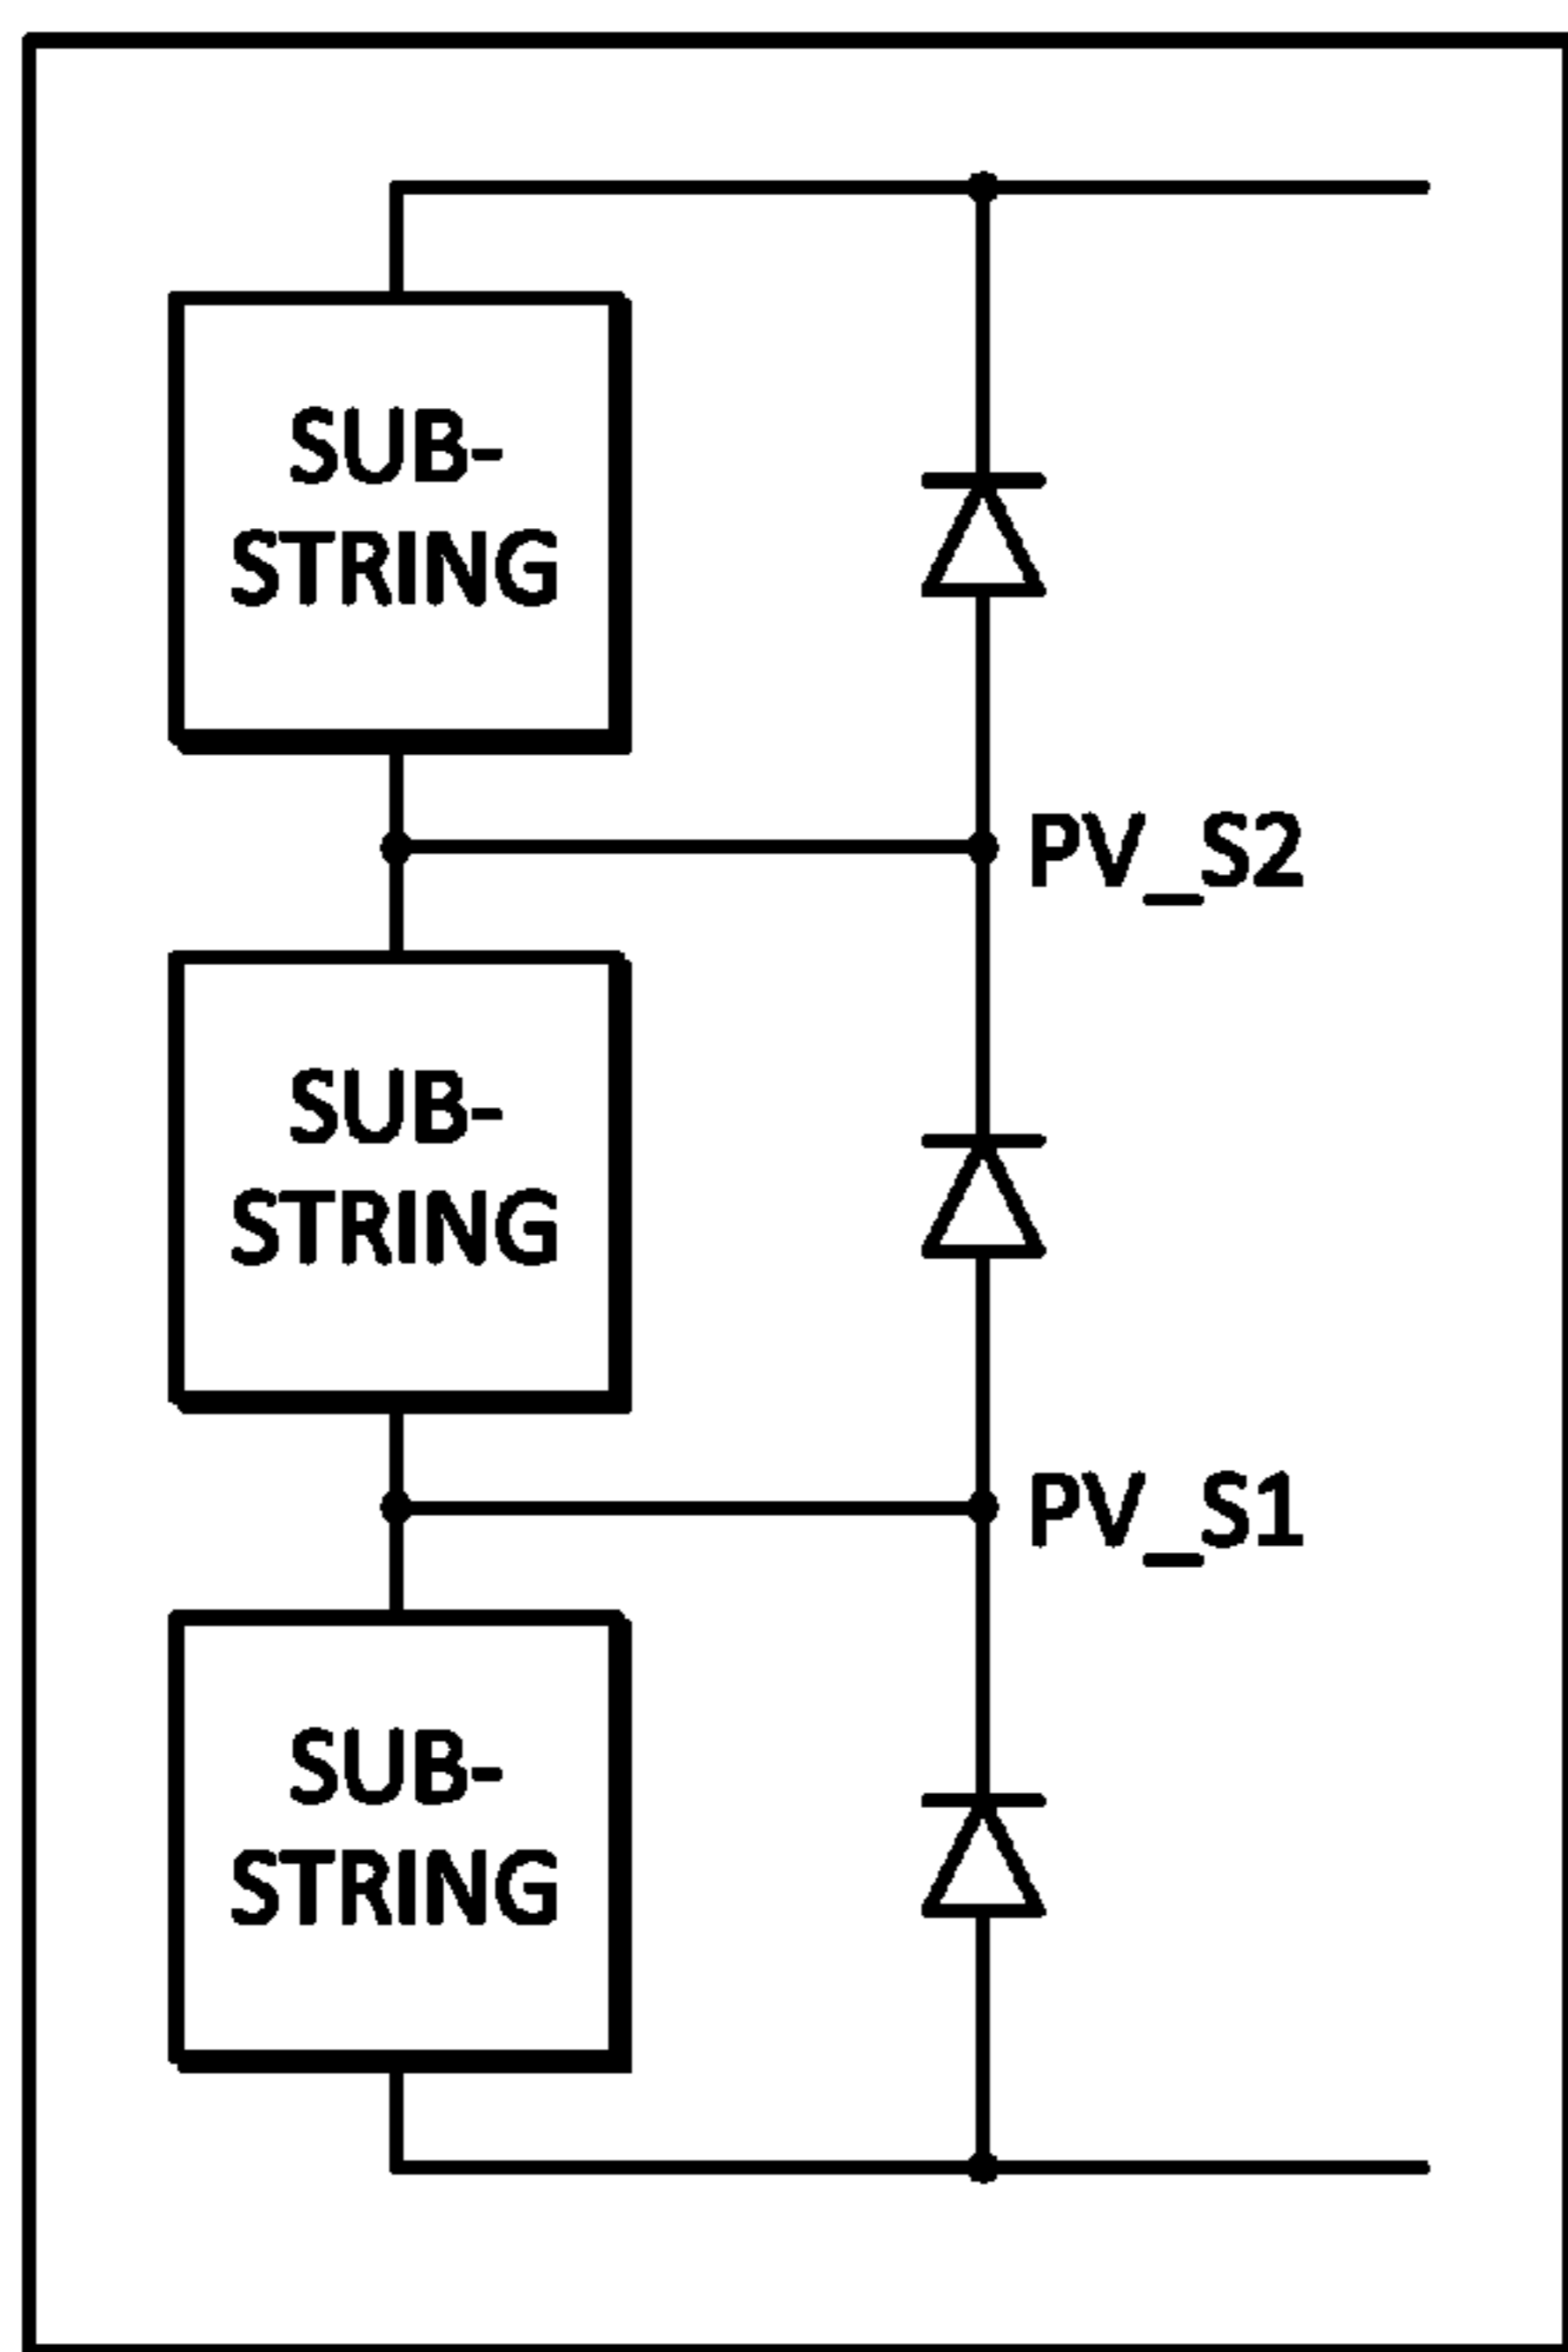 SUB-
STRING
PV_S2
SUB-
STRING
PV_S1
SUB-
STRING